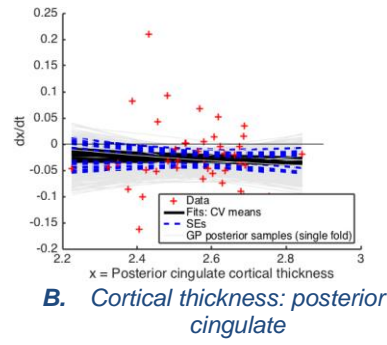 0.25
0.2
0.15
0.1
0.05
0
-0.05
-0.1
-0.15
-0.2
dx/dt
Data
Fits: CV means
SEs
GP posterior samples (single fold)
2.2 2.4 2.6 2.8 3
x = Posterior cingulate cortical thickness
B. Cortical thickness: posterior
cingulate